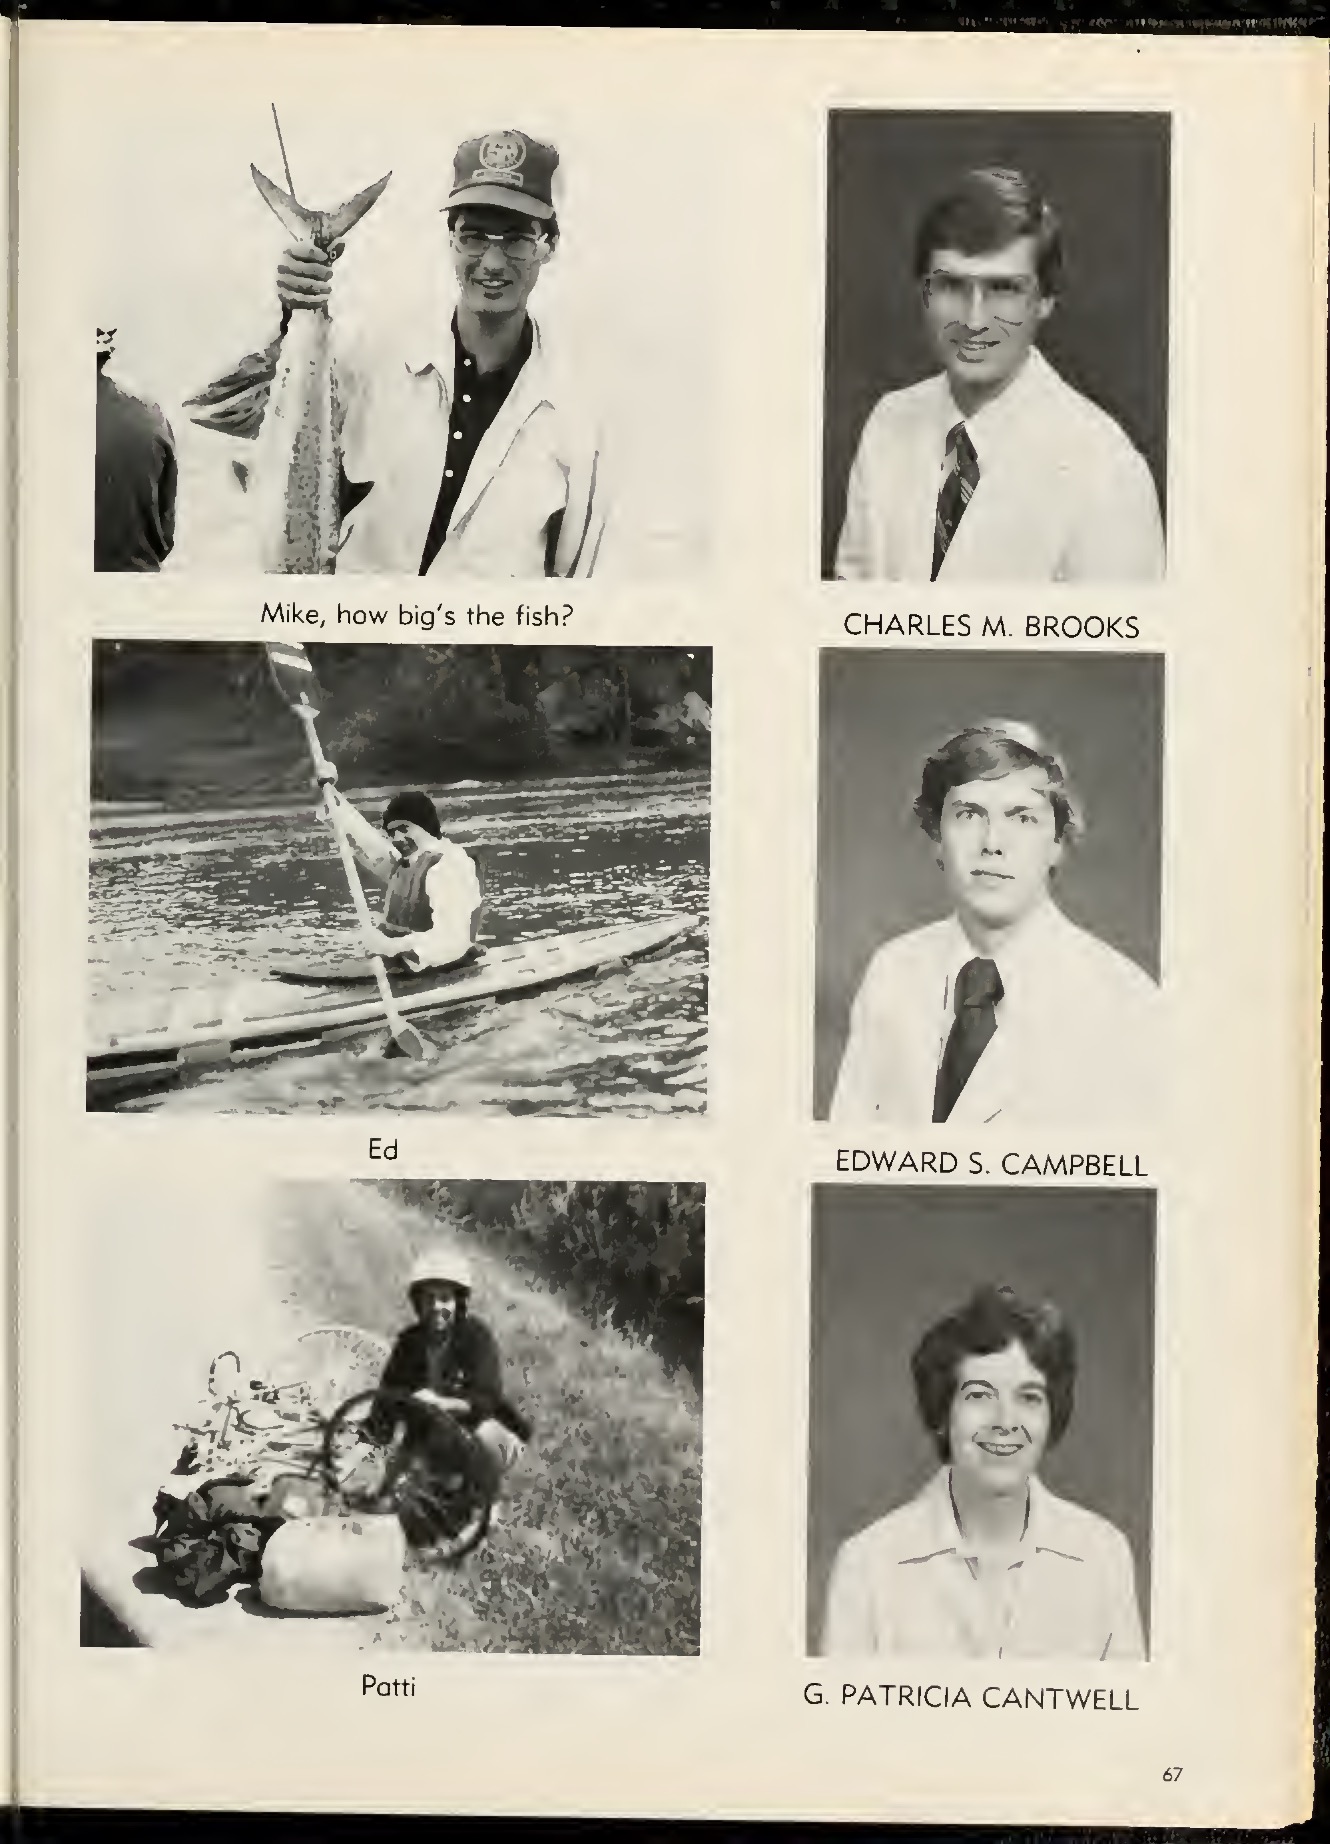 Mike, how big's the fish?
CHARLES M. BROOKS
Ed
EDWARD S. CAMPBELL
Patti
G. PATRICIA CANTWELL
67